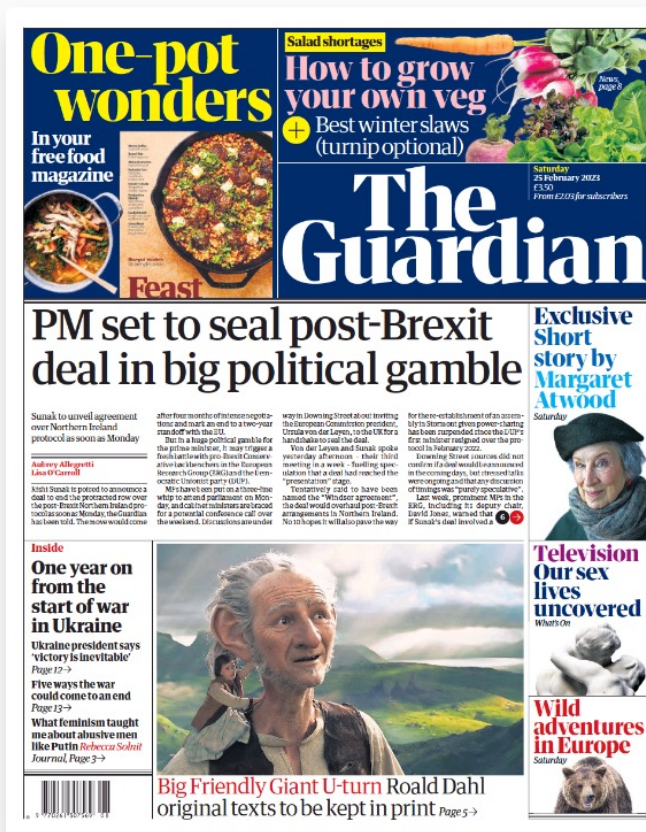 One-pot
wonders
In your
free food
magazine
Feast
Salad shortages
How to grow
your own veg
+ Best winter slaws
(turnip optional)
News,
page 8
Saturday
25 February 2023
£3.50
From £2.03 for subscribers
The
Guardian
PM set to seal post-Brexit
deal in big political gamble
Sunak to unveil agreement
over Northern Ireland
protocol as soon as Monday
Aubrey Allegretti
Lisa O'Carroll
Rishi Sunak is poised to announce a
deal to end the protracted row over
the post-Brexit Northern Ireland pro-
tocol as soon as Monday, the Guardian
has been told. The move would come
after four months of intense negotia-
tions and mark an end to a two-year
standoff with the EU.
But in a huge political gamble for
the prime minister, it may trigger a
fresh battle with pro-Brexit Conserv-
ative backbenchers in the European
Research Group (ERG) and the Dem-
ocratic Unionist party (DUP).
MPs have been put on a three-line
whip to attend parliament on Mon-
day, and cabinet ministers are braced
for a potential conference call over
the weekend. Discussions are under
way in Downing Street about inviting
the European Commission president,
Ursula von der Leyen, to the UK for a
handshake to seal the deal.
Von der Leyen and Sunak spoke
yesterday afternoon – their third
meeting in a week – fuelling spec-
ulation that a deal had reached the
"presentation" stage.
Tentatively said to have been
named the "Windsor agreement",
the deal would overhaul post-Brexit
arrangements in Northern Ireland.
No 10 hopes it will also pave the way
for the re-establishment of an assem-
bly in Stormont given power-sharing
has been suspended since the DUP's
first minister resigned over the pro-
tocol in February 2022.
Downing Street sources did not
confirm if a deal would be announced
in the coming days, but stressed talks
were ongoing and that any discussion
of timings was "purely speculative".
Last week, prominent MPs in the
ERG, including its deputy chair,
David Jones, warned that
if Sunak's deal involved a
6 →
Exclusive
Short
story by
Margaret
Atwood
Saturday
Television
Our sex
lives
uncovered
What's On
Wild
adventures
in Europe
Saturday
Inside
One year on
from the
start of war
in Ukraine
Ukraine president says
'victory is inevitable'
Page 12→
Five ways the war
could come to an end
Page 13→
What feminism taught
me about abusive men
like Putin Rebecca Solnit
Journal, Page 3→
Big Friendly Giant U-turn Roald Dahl
original texts to be kept in print Page 5→